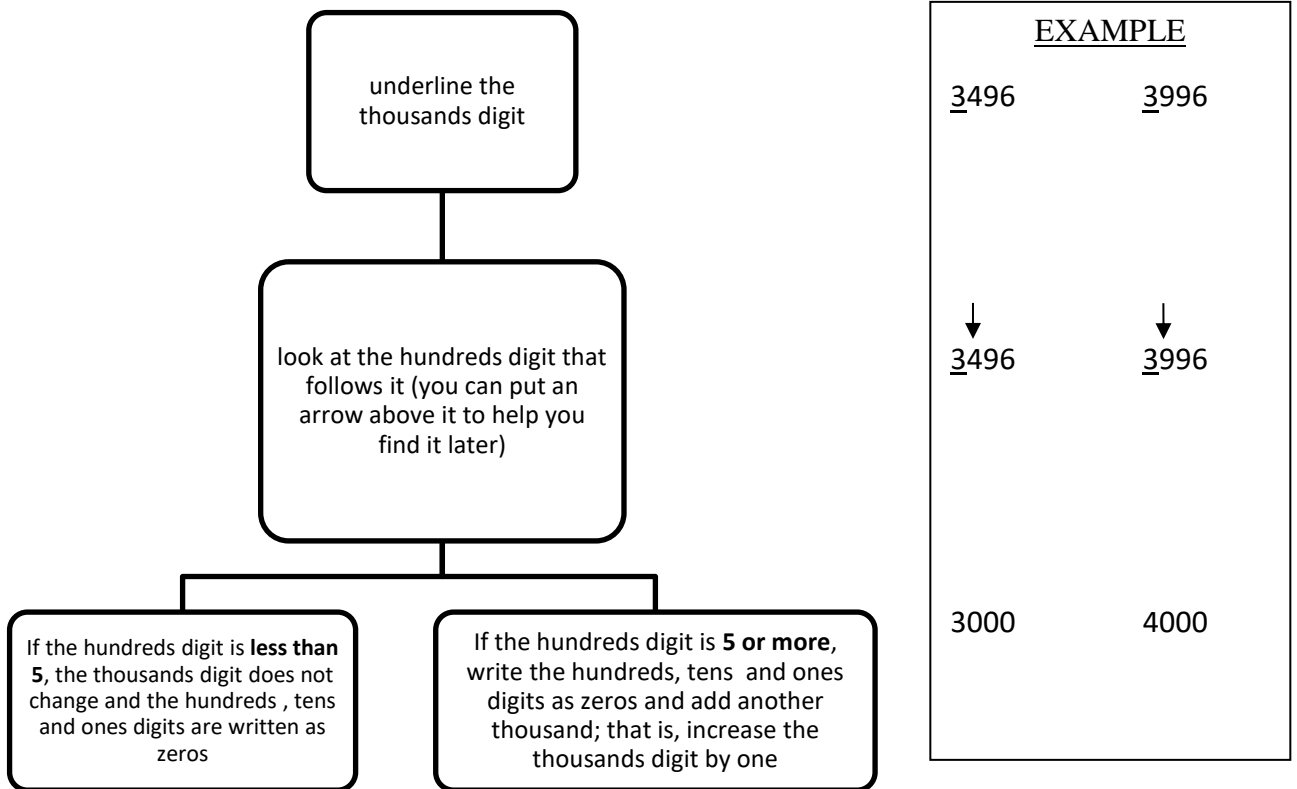 underline the
thousands digit
look at the hundreds digit that
follows it (you can put an
arrow above it to help you
find it later)
If the hundreds digit is less than
5, the thousands digit does not
change and the hundreds , tens
and ones digits are written as
zeros
If the hundreds digit is 5 or more,
write the hundreds, tens  and ones
digits as zeros and add another
thousand; that is, increase the
thousands digit by one
EXAMPLE
3496 3996
3496 3996
3000 4000